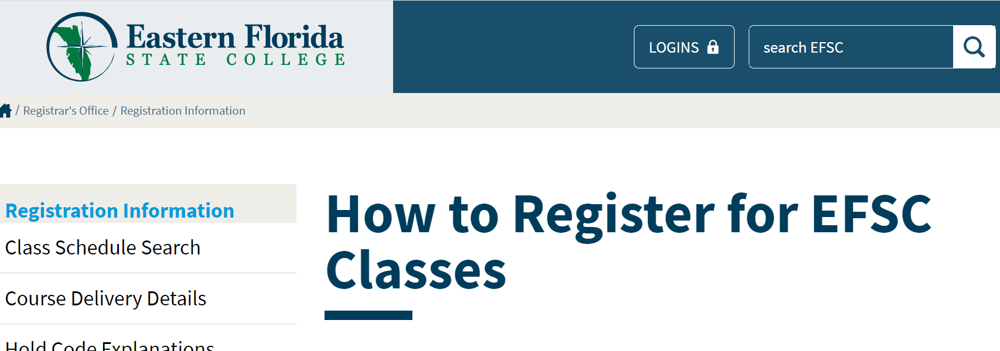 Eastern Florida
STATE COLLEGE
LOGINS
search EFSC
/ Registrar's Office / Registration Information
Registration Information
Class Schedule Search
Course Delivery Details
Hold Code Explanations
How to Register for EFSC
Classes